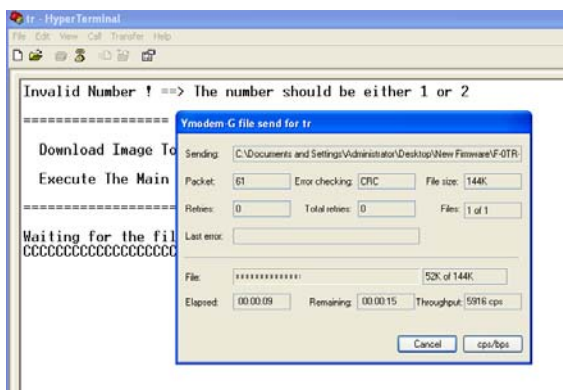 tr - HyperTerminal
File Edit View Call Transfer Help
Invalid Number ! ==> The number should be either 1 or 2
==================
Download Image To
Execute The Main
Waiting for the fil
CCCCCCCCCCCCCCCCCCC
Ymodem-G file send for tr
Sending: C:\Documents and Settings\Administrator\Desktop\New Firmware\F-0TR
Packet: 61 Error checking: CRC File size: 144K
Retries: 0 Total retries: 0 Files: 1 of 1
Last error:
File: 52K of 144K
Elapsed: 00:00:09 Remaining: 00:00:15 Throughput: 5916 cps
Cancel cps/bps